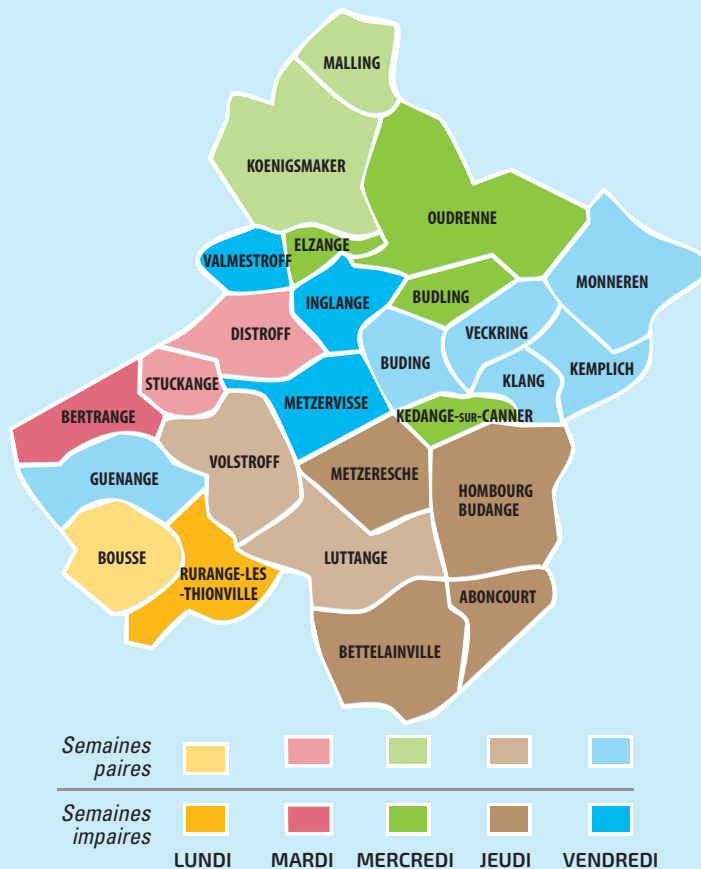 MALLING
KOENIGSMAKER
OUDRENNE
ELZANGE
VALMESTROFF
MONNEREN
INGLANGE
BUDLING
DISTROFF
VECKRING
BUDING
KEMPLICH
STUCKANGE
KLANG
METZERVISSE
BERTRANGE
KEDANGE-SUR-CANNER
VOLSTROFF
METZERESCHE
GUENANGE
HOMBOURG
BUDANGE
BOUSSE
LUTTANGE
RURANGE-LES
-THIONVILLE
ABONCOURT
BETTELAINVILLE
Semaines
paires
Semaines
impaires
LUNDI MARDI MERCREDI JEUDI VENDREDI